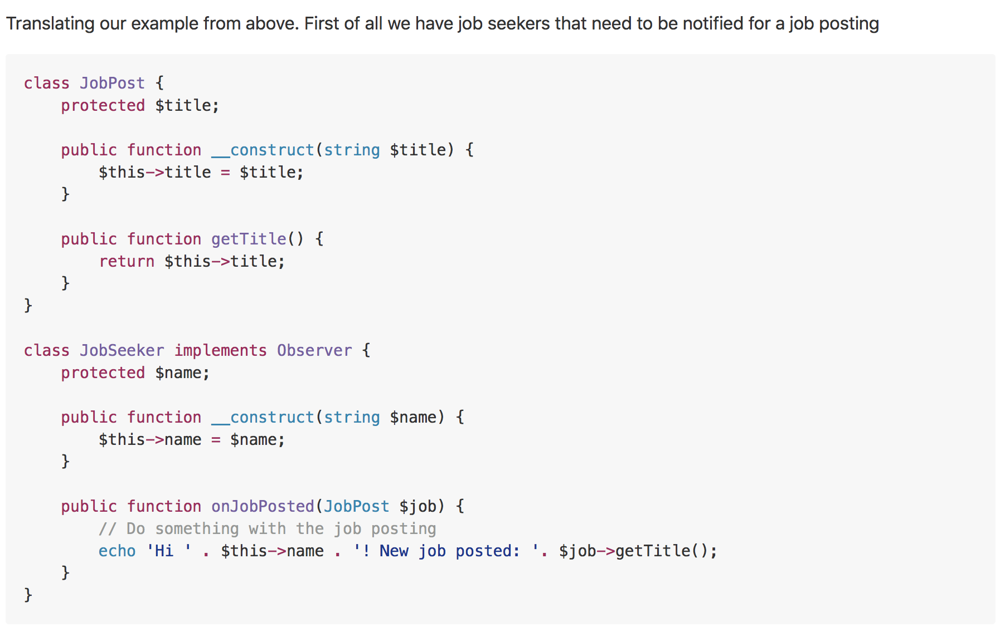 Translating our example from above. First of all we have job seekers that need to be notified for a job posting
class JobPost {
    protected $title;

    public function __construct(string $title) {
        $this->title = $title;
    }

    public function getTitle() {
        return $this->title;
    }
}

class JobSeeker implements Observer {
    protected $name;

    public function __construct(string $name) {
        $this->name = $name;
    }

    public function onJobPosted(JobPost $job) {
        // Do something with the job posting
        echo 'Hi ' . $this->name . '! New job posted: '. $job->getTitle();
    }
}